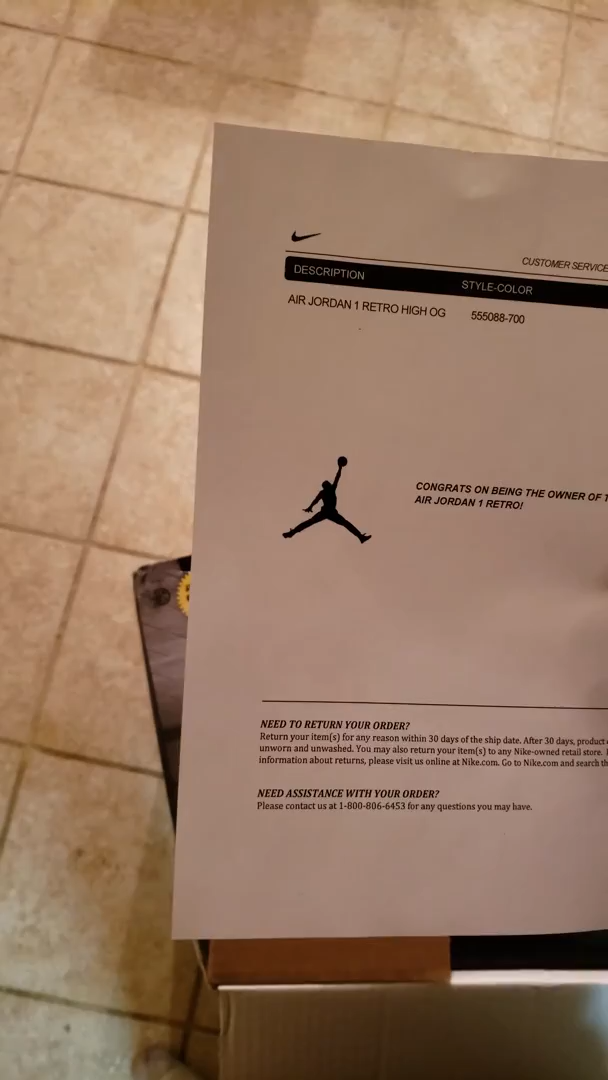 CUSTOMER SERVICE
DESCRIPTION STYLE-COLOR
AIR JORDAN 1 RETRO HIGH OG 555088-700
CONGRATS ON BEING THE OWNER OF
AIR JORDAN 1 RETRO!
NEED TO RETURN YOUR ORDER?
Return your item(s) for any reason within 30 days of the ship date. After 30 days, product
unworn and unwashed. You may also return your item(s) to any Nike-owned retail store.
information about returns, please visit us online at Nike.com. Go to Nike.com and search
NEED ASSISTANCE WITH YOUR ORDER?
Please contact us at 1-800-806-6453 for any questions you may have.